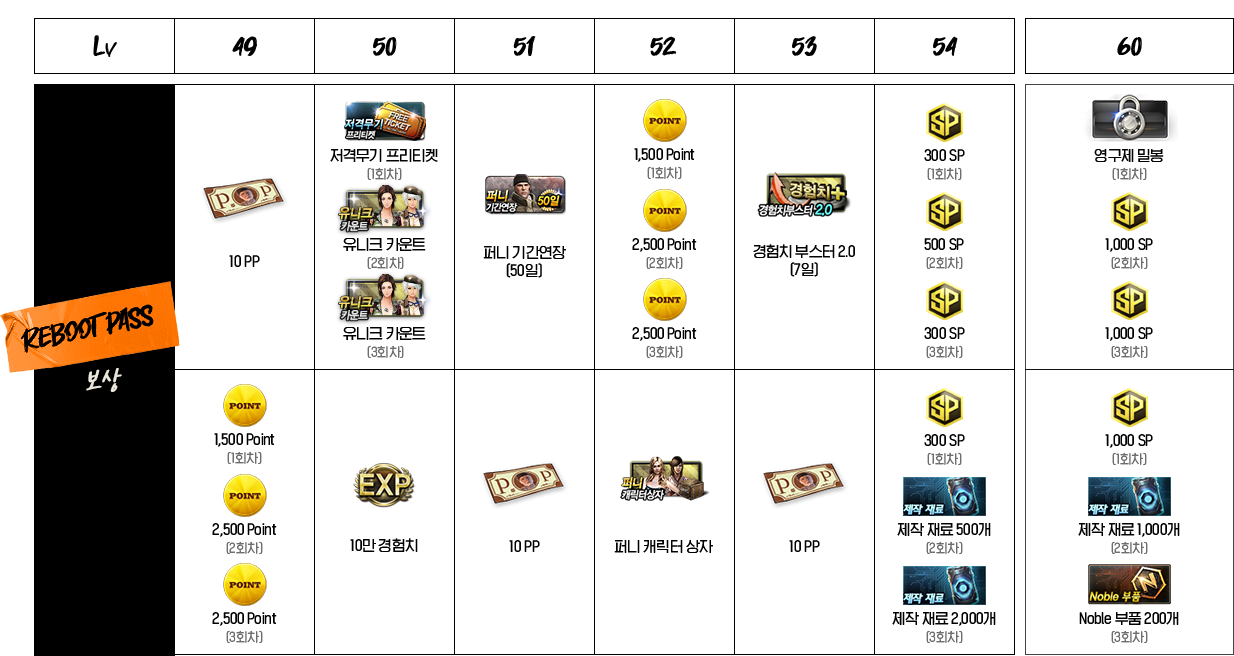 Lv 49 50 51 52 53 54 60
REBOOT PASS
보상
P P
10 PP
저격무기
프리티켓
FREE
TICKET
저격무기 프리티켓
(1회차)
유니크
카운트
유니크 카운트
(2회차)
유니크
카운트
유니크 카운트
(3회차)
퍼니
기간연장
50일
퍼니 기간연장
(50일)
POINT
1,500 Point
(1회차)
POINT
2,500 Point
(2회차)
POINT
2,500 Point
(3회차)
경험치+
경험치부스터 2.0
경험치 부스터 2.0
(7일)
SP
300 SP
(1회차)
SP
500 SP
(2회차)
SP
300 SP
(3회차)
영구제 밀봉
(1회차)
SP
1,000 SP
(2회차)
SP
1,000 SP
(3회차)
POINT
1,500 Point
(1회차)
POINT
2,500 Point
(2회차)
POINT
2,500 Point
(3회차)
EXP
10만 경험치
P P
10 PP
퍼니
캐릭터상자
퍼니 캐릭터 상자
P P
10 PP
SP
300 SP
(1회차)
제작 재료
제작 재료 500개
(2회차)
제작 재료
제작 재료 2,000개
(3회차)
SP
1,000 SP
(1회차)
제작 재료
제작 재료 1,000개
(2회차)
N
Noble 부품
Noble 부품 200개
(3회차)